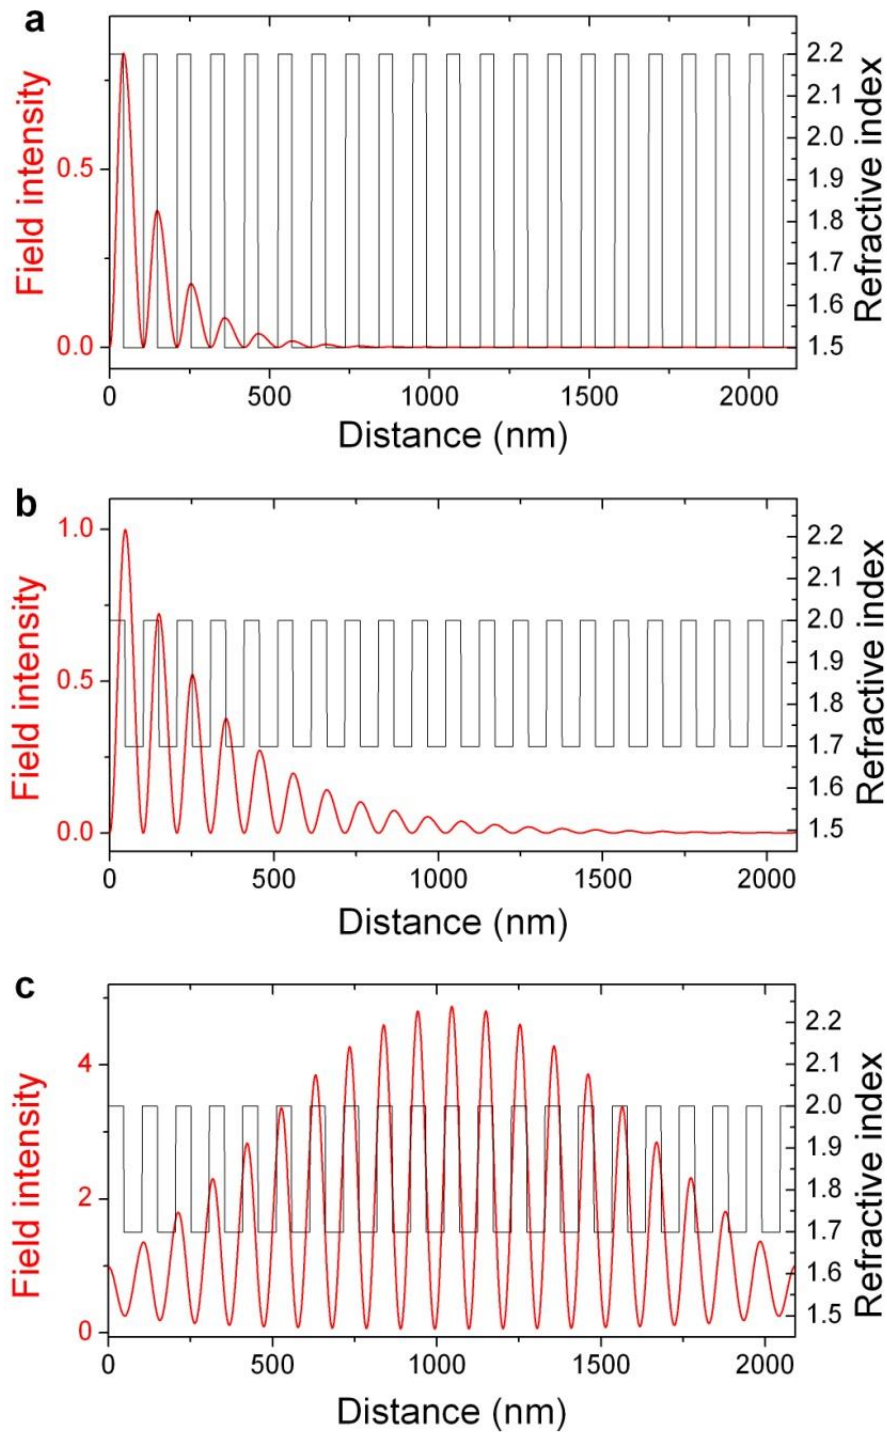 a
Field intensity
0.5
0.0
2.2
2.1
2.0
1.9
1.8
1.7
1.6
1.5
Refractive index
0 500 1000 1500 2000
Distance (nm)
b
Field intensity
1.0
0.5
0.0
2.2
2.1
2.0
1.9
1.8
1.7
1.6
1.5
Refractive index
0 500 1000 1500 2000
Distance (nm)
c
Field intensity
4
2
0
2.2
2.1
2.0
1.9
1.8
1.7
1.6
1.5
Refractive index
0 500 1000 1500 2000
Distance (nm)